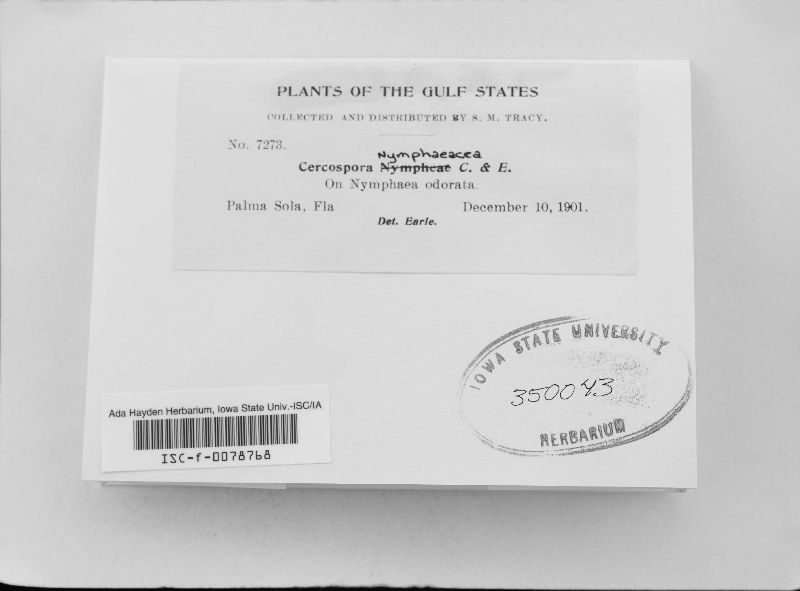 PLANTS OF THE GULF STATES
COLLECTED AND DISTRIBUTED BY S. M. TRACY.
No. 7273.
Nymphaeacea
Cercospora Nympheae C. & E.
On Nymphaea odorata.
Palma Sola, Fla December 10, 1901.
Det. Earle.
IOWA STATE UNIVERSITY
350043
HERBARIUM
Ada Hayden Herbarium, Iowa State Univ.-ISC/IA
ISC-f-0078768